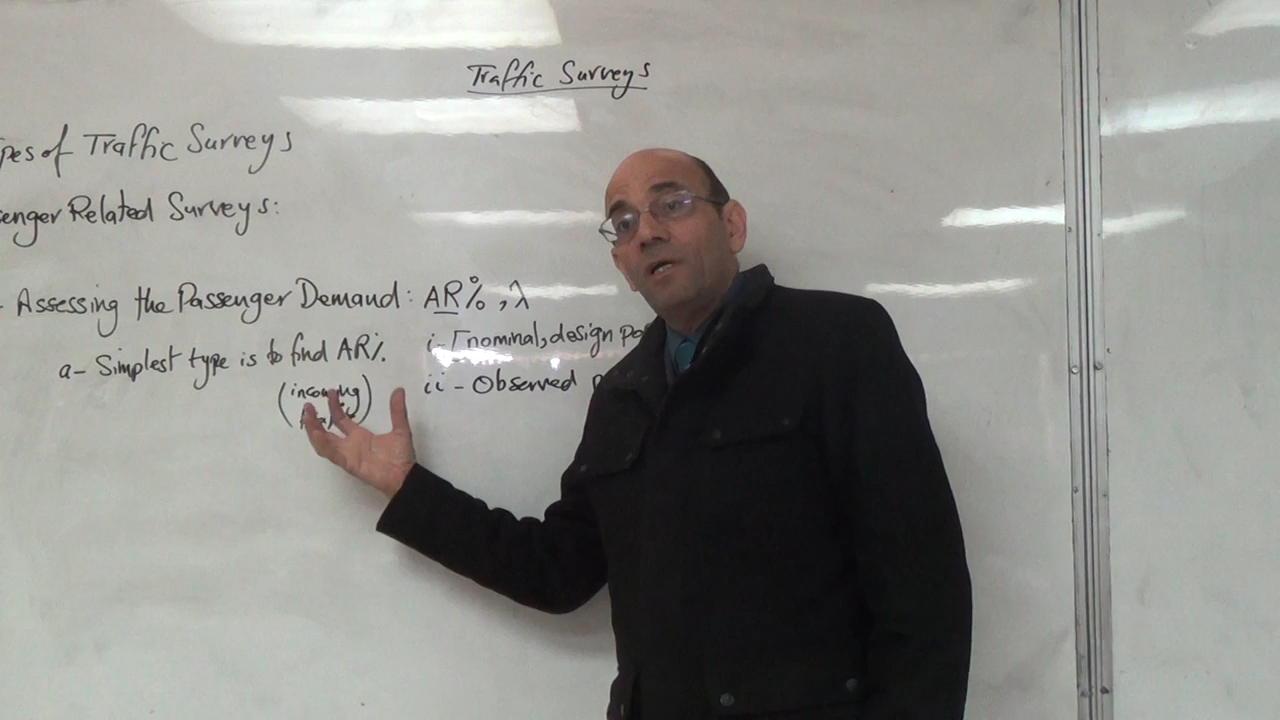 Traffic Surveys
pes of Traffic Surveys
senger Related Surveys:
- Assessing the Passenger Demand: AR%, λ
a- Simplest type is to find AR%. i- [nominal, design po
(incoming) ii - Observed